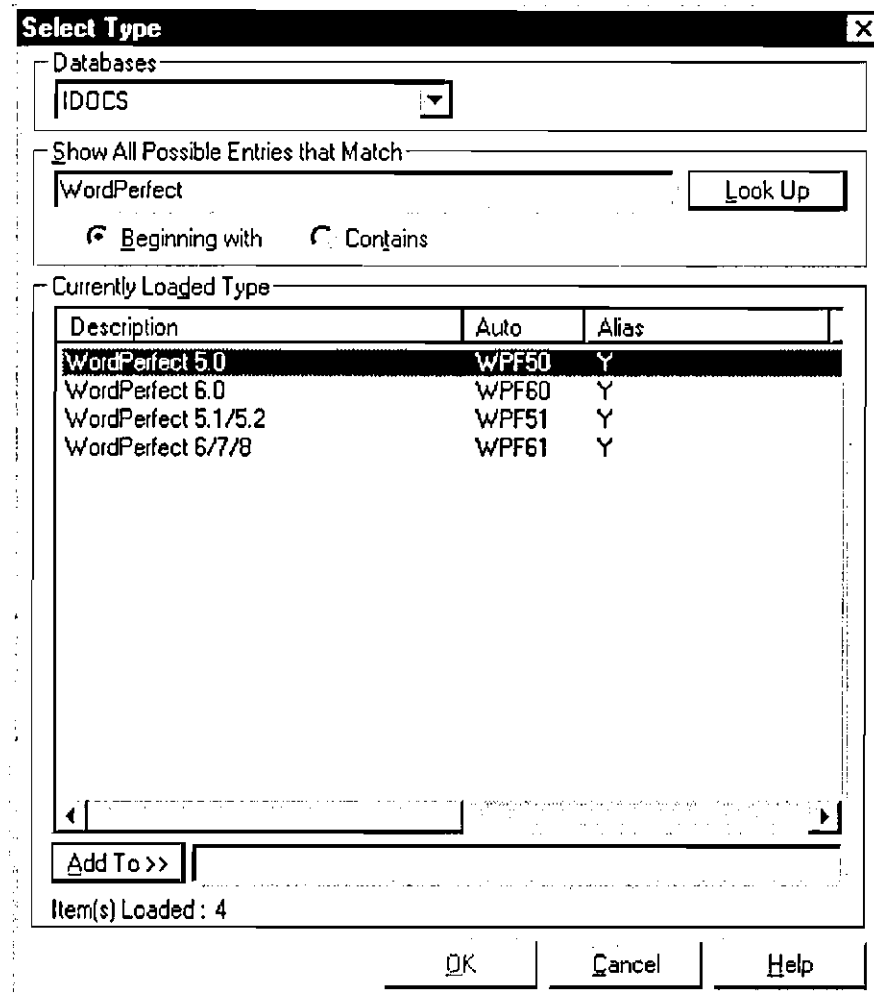 Select Type
Databases
IDOCS
Show All Possible Entries that Match
WordPerfect Look Up
Beginning with Contains
Currently Loaded Type
Description Auto Alias
WordPerfect 5.0 WPF50 Y
WordPerfect 6.0 WPF60 Y
WordPerfect 5.1/5.2 WPF51 Y
WordPerfect 6/7/8 WPF61 Y
Add To >>
Item(s) Loaded : 4
OK Cancel Help